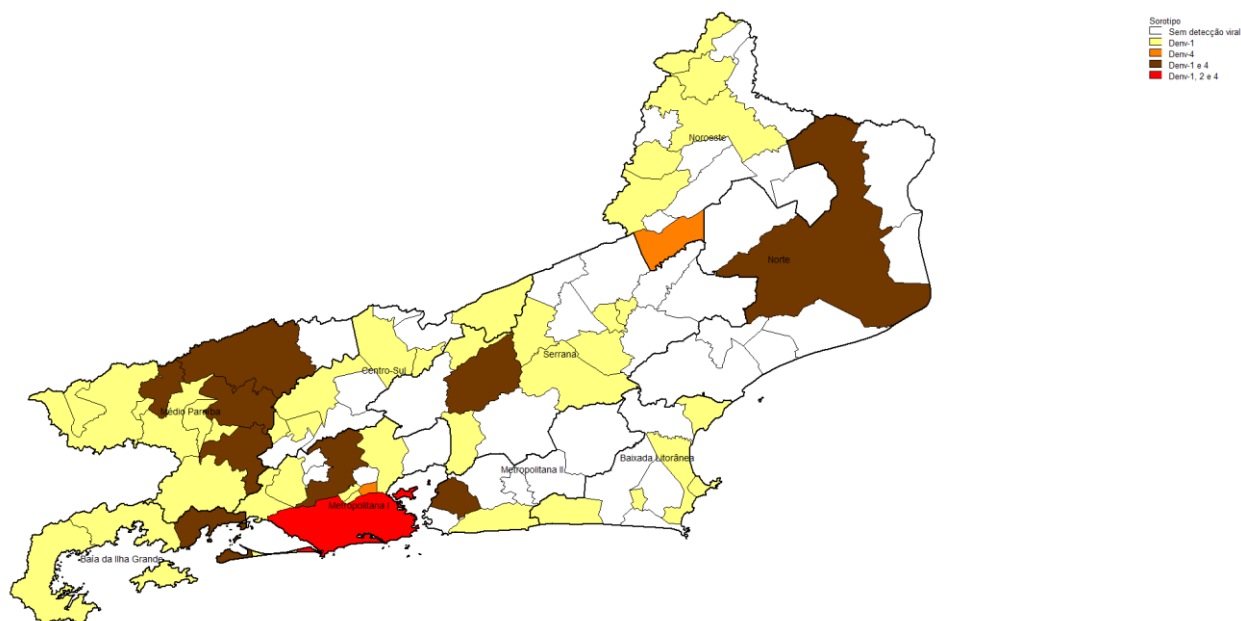 Sorotipo
Sem detecção viral
Denv-1
Denv-4
Denv-1 e 4
Denv-1, 2 e 4
Noroeste
Norte
Serrana
Centro-Sul
Médio Paraíba
Baixada Litorânea
Metropolitana II
Metropolitana I
Baía da Ilha Grande